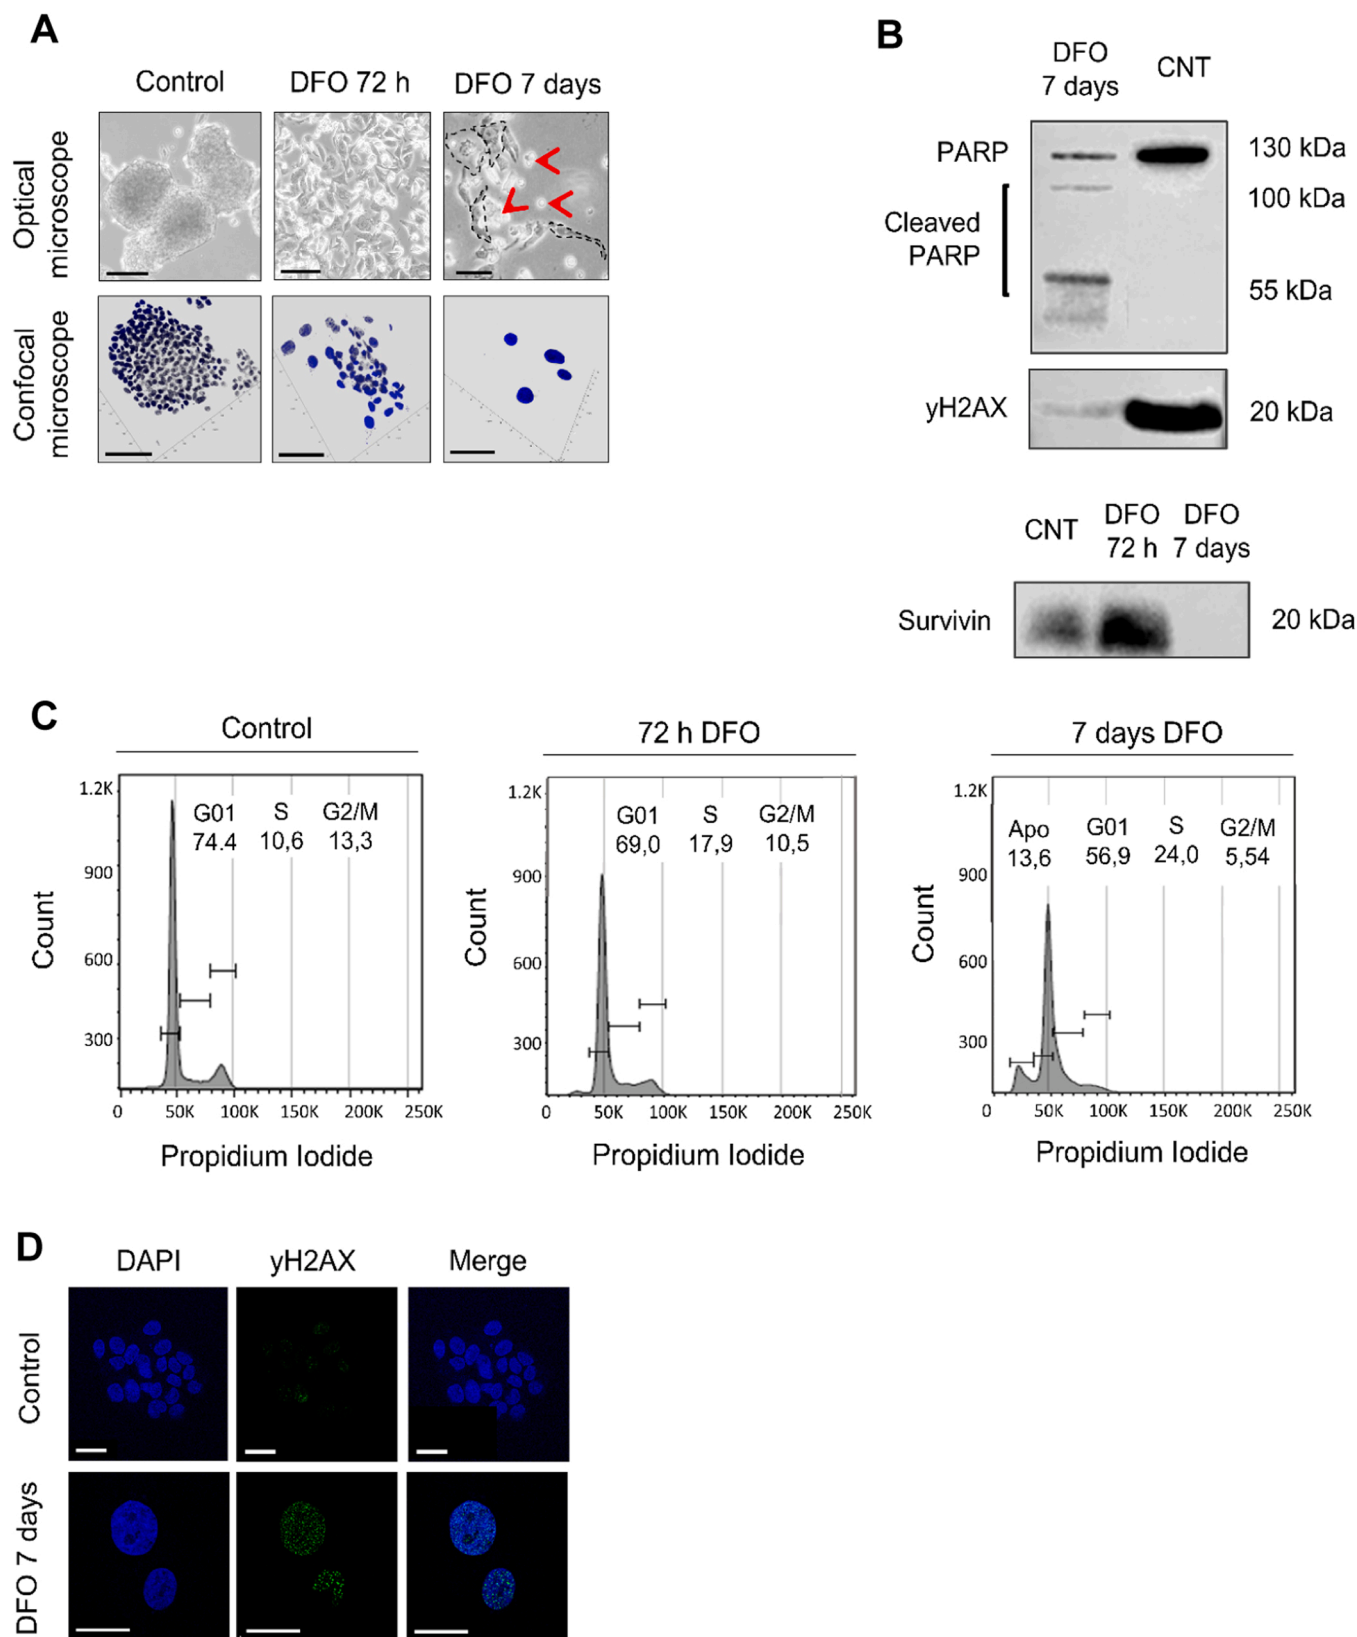 A
Control
DFO 72 h
DFO 7 days
Optical
microscope
Confocal
microscope
B
DFO
7 days
CNT
PARP
130 kDa
100 kDa
Cleaved
PARP
55 kDa
yH2AX
20 kDa
CNT
DFO
72 h
DFO
7 days
Survivin
20 kDa
C
Control
1.2K
900
600
300
G01 S G2/M
74.4 10,6 13,3
Count
0 50K 100K 150K 200K 250K
Propidium Iodide
72 h DFO
1.2K
900
600
300
G01 S G2/M
69,0 17,9 10,5
Count
0 50K 100K 150K 200K 250K
Propidium Iodide
7 days DFO
1.2K
900
600
300
Apo G01 S G2/M
13,6 56,9 24,0 5,54
Count
0 50K 100K 150K 200K 250K
Propidium Iodide
D
DAPI
yH2AX
Merge
Control
DFO 7 days